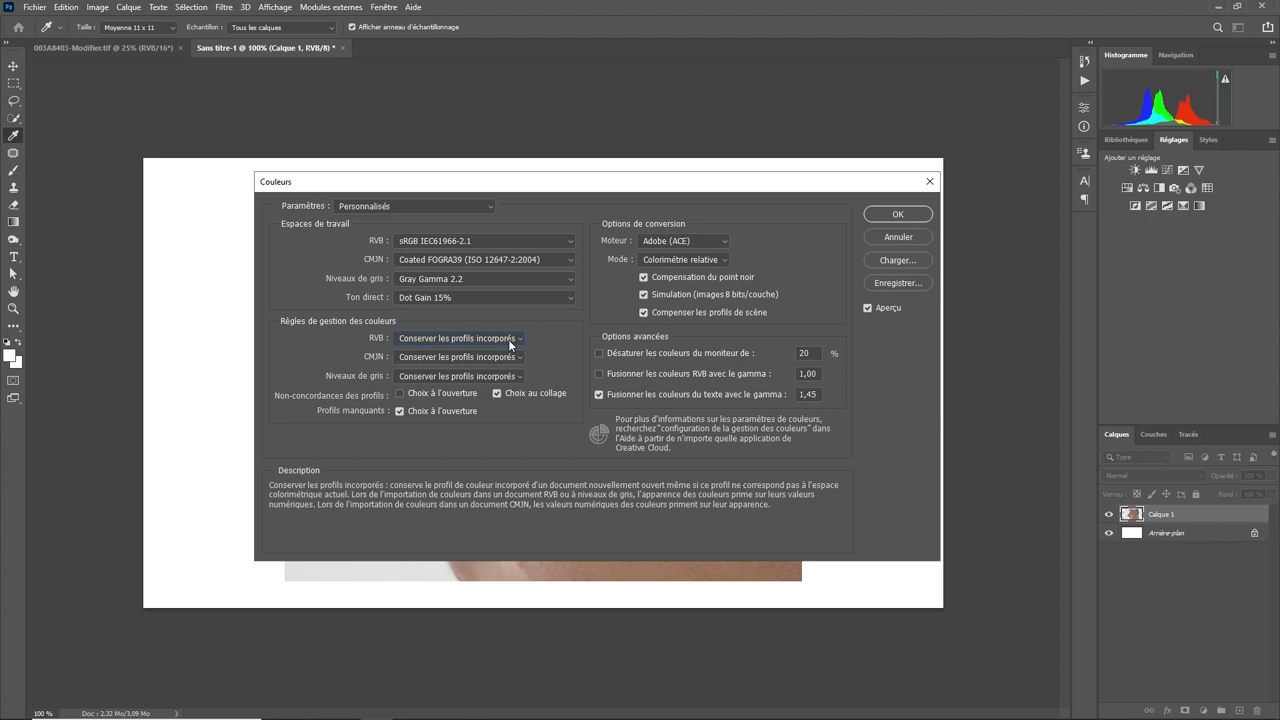 Ps Fichier Edition Image Calque Texte Sélection Filtre 3D Affichage Modules externes Fenêtre Aide
Taille : Moyenne 11 x 11 Echantillon : Tous les calques Afficher anneau d'échantillonnage
003A8403-Modifier.tif @ 25% (RVB/16*) × Sans titre-1 @ 100% (Calque 1, RVB/8) * ×
Histogramme Navigation
Bibliothèques Réglages Styles
Ajouter un réglage
Couleurs
Paramètres : Personnalisés
Espaces de travail
RVB : sRGB IEC61966-2.1
CMJN : Coated FOGRA39 (ISO 12647-2:2004)
Niveaux de gris : Gray Gamma 2.2
Ton direct : Dot Gain 15%
Règles de gestion des couleurs
RVB : Conserver les profils incorporés
CMJN : Conserver les profils incorporés
Niveaux de gris : Conserver les profils incorporés
Non-concordances des profils : Choix à l'ouverture Choix au collage
Profils manquants : Choix à l'ouverture
Options de conversion
Moteur : Adobe (ACE)
Mode : Colorimétrie relative
Compensation du point noir
Simulation (images 8 bits/couche)
Compenser les profils de scène
Options avancées
Désaturer les couleurs du moniteur de : 20 %
Fusionner les couleurs RVB avec le gamma : 1,00
Fusionner les couleurs du texte avec le gamma : 1,45
Pour plus d'informations sur les paramètres de couleurs,
recherchez "configuration de la gestion des couleurs" dans
l'Aide à partir de n'importe quelle application de
Creative Cloud.
OK
Annuler
Charger...
Enregistrer...
Aperçu
Description
Conserver les profils incorporés : conserve le profil de couleur incorporé d'un document nouvellement ouvert même si ce profil ne correspond pas à l'espace
colorimétrique actuel. Lors de l'importation de couleurs dans un document RVB ou à niveaux de gris, l'apparence des couleurs prime sur leurs valeurs
numériques. Lors de l'importation de couleurs dans un document CMJN, les valeurs numériques des couleurs priment sur leur apparence.
Calques Couches Tracés
Type
Normal Opacité : 100 %
Verrou : Fond : 100 %
Calque 1
Arrière-plan
100 % Doc : 2,32 Mo/3,09 Mo